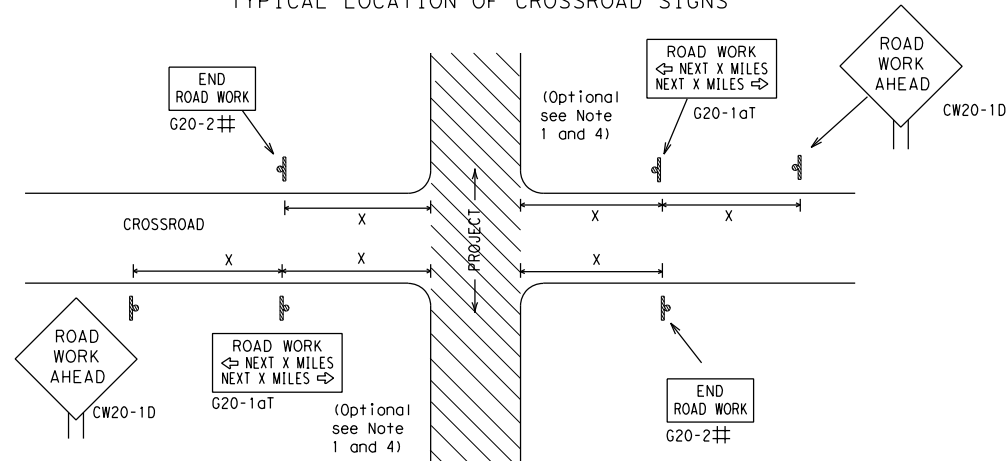 TYPICAL LOCATION OF CROSSROAD SIGNS
END
ROAD WORK
G20-2#
(Optional
see Note
1 and 4)
ROAD WORK
⇦ NEXT X MILES
NEXT X MILES ⇨
G20-1aT
ROAD
WORK
AHEAD
CW20-1D
X
X
X
CROSSROAD
PROJECT
X
X
X
ROAD
WORK
AHEAD
CW20-1D
ROAD WORK
⇦ NEXT X MILES
NEXT X MILES ⇨
G20-1aT
(Optional
see Note
1 and 4)
END
ROAD WORK
G20-2#